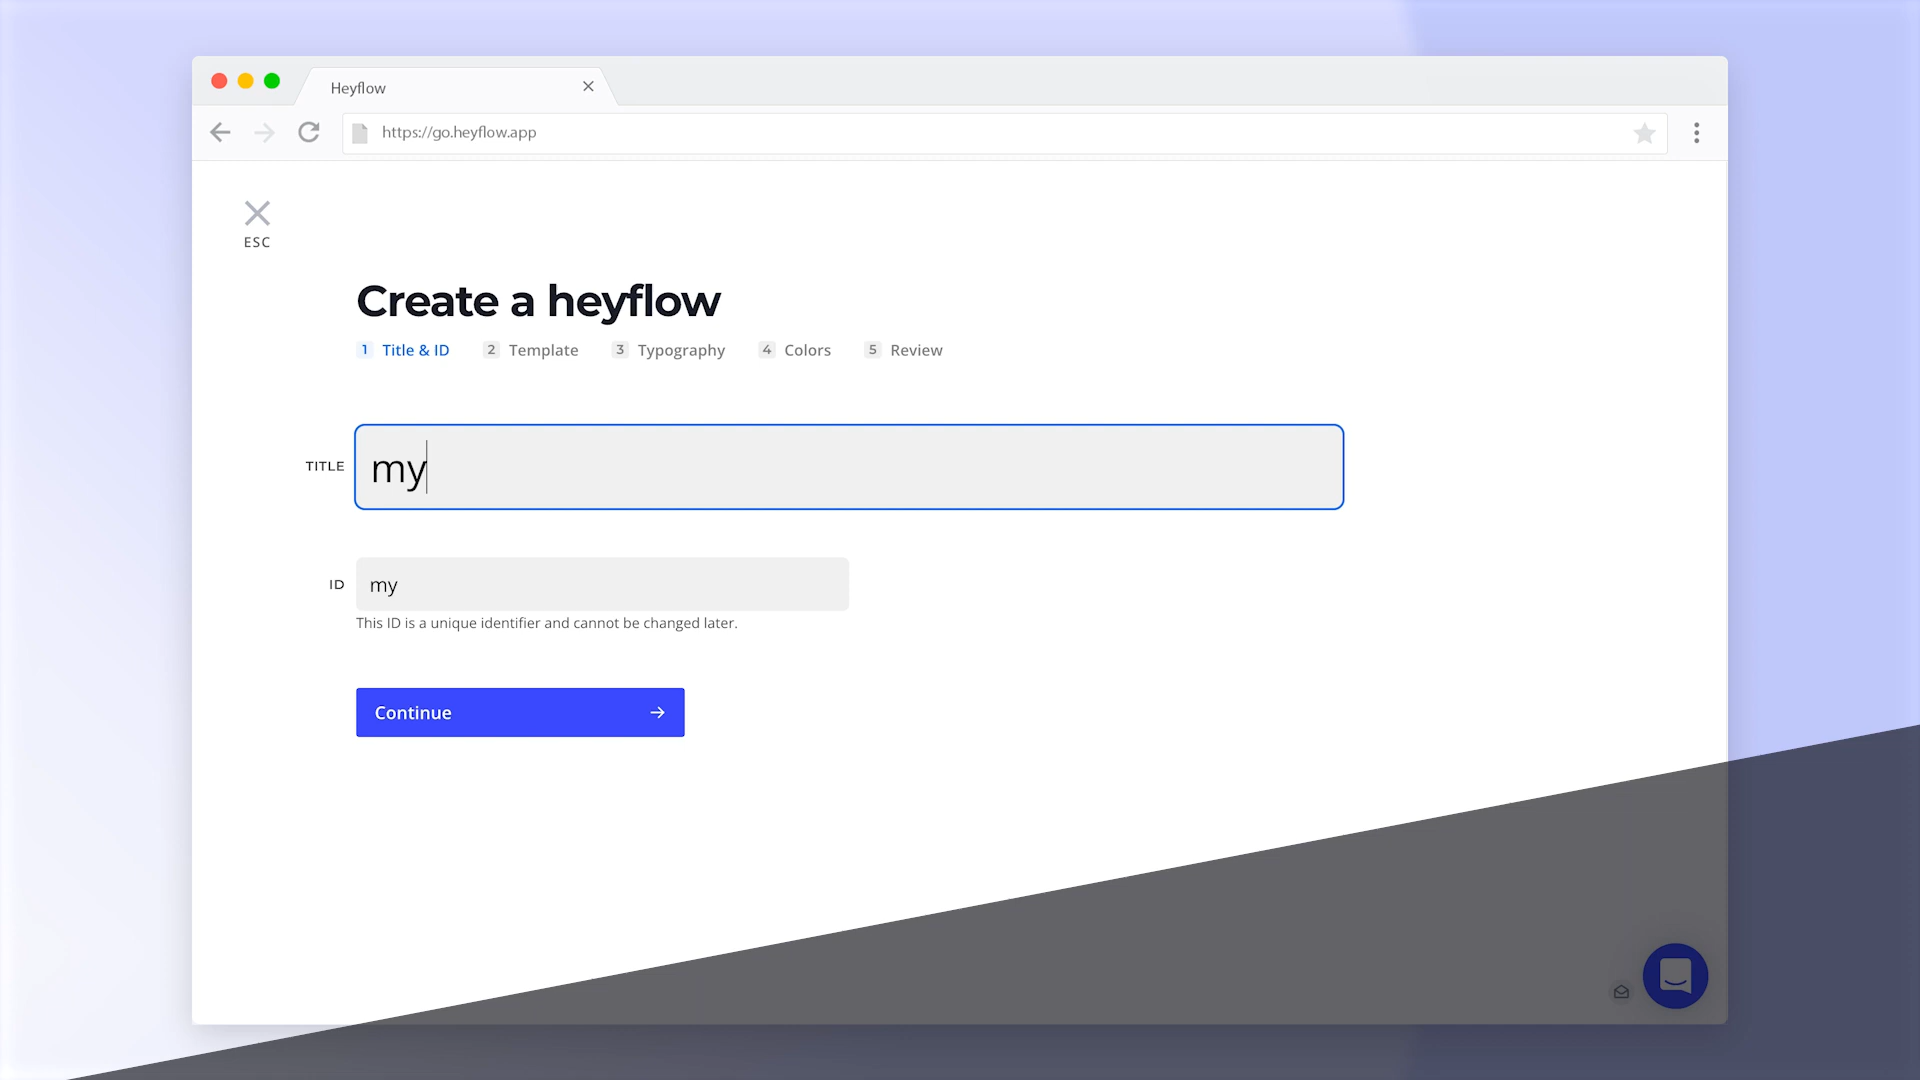 Heyflow
https://go.heyflow.app
ESC
Create a heyflow
1 Title & ID 2 Template 3 Typography 4 Colors 5 Review
TITLE my
ID my
This ID is a unique identifier and cannot be changed later.
Continue